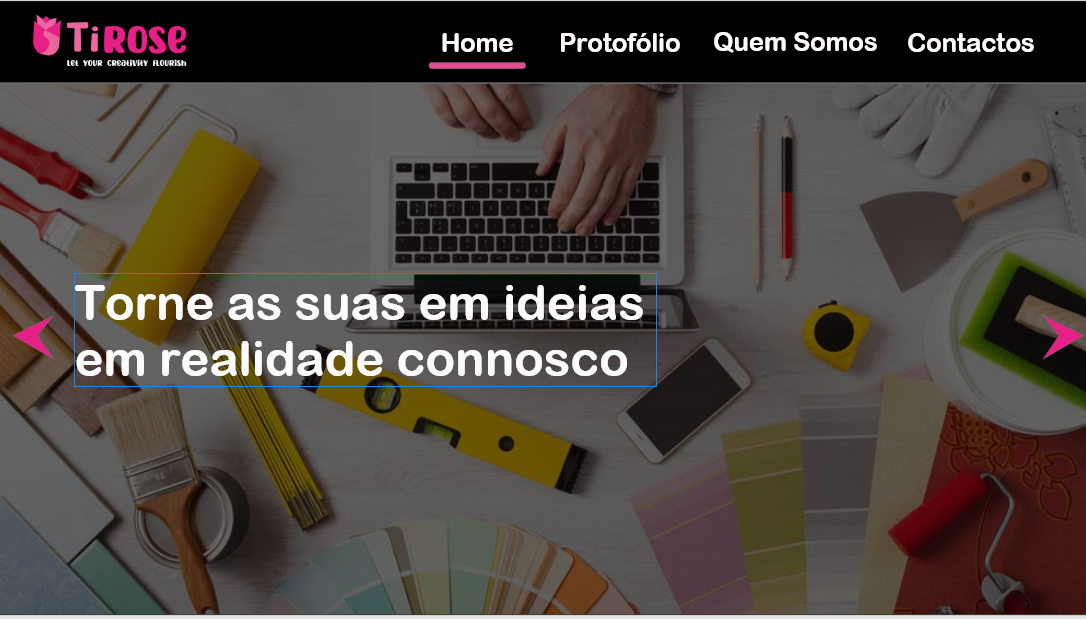 TiROSE
LET YOUR CREATIVITY FLOURISH
Home
Protofólio
Quem Somos
Contactos
Torne as suas em ideias
em realidade connosco